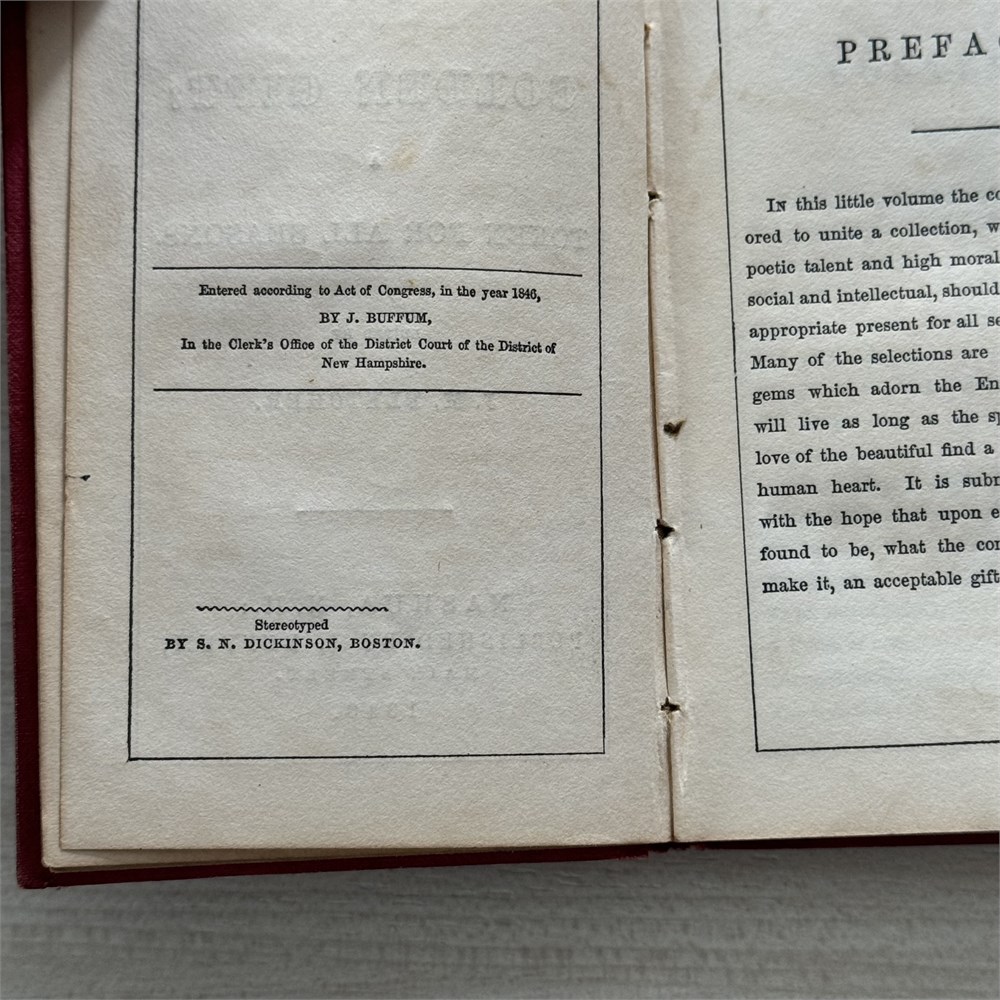 Entered according to Act of Congress, in the year 1846,
BY J. BUFFUM,
In the Clerk's Office of the District Court of the District of
New Hampshire.
Stereotyped
BY S. N. DICKINSON, BOSTON.
PREFA
IN this little volume the
ored to unite a collection,
poetic talent and high moral
social and intellectual, should
appropriate present for all
Many of the selections are
gems which adorn the En
will live as long as the
love of the beautiful find a
human heart. It is subm
with the hope that upon
found to be, what the
make it, an acceptable gift